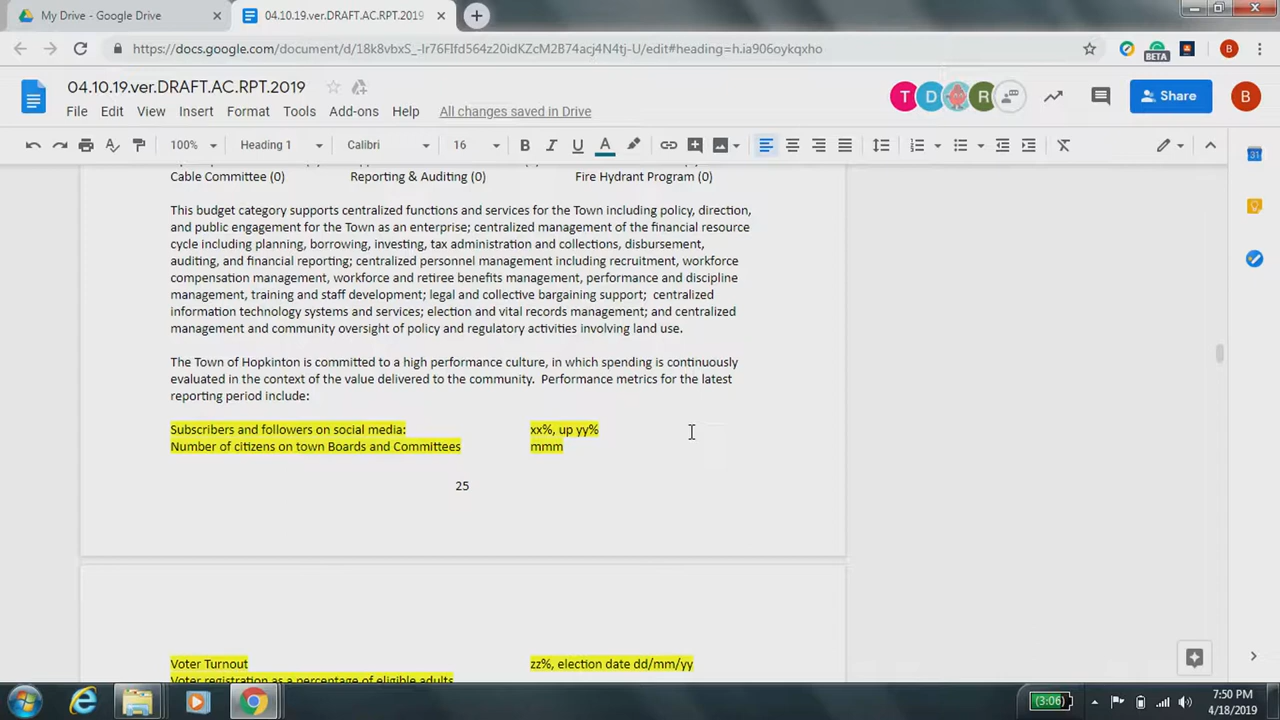 My Drive - Google Drive
04.10.19.ver.DRAFT.AC.RPT.2019
https://docs.google.com/document/d/18k8vbxS_-Ir76FIfd564z20idKZcM2B74acj4N4tj-U/edit#heading=h.ia906oykqxho
BETA
B
04.10.19.ver.DRAFT.AC.RPT.2019
T D R
Share
B
File Edit View Insert Format Tools Add-ons Help All changes saved in Drive
100% Heading 1 Calibri 16 B I U A
31
Cable Committee (0) Reporting & Auditing (0) Fire Hydrant Program (0)
This budget category supports centralized functions and services for the Town including policy, direction,
and public engagement for the Town as an enterprise; centralized management of the financial resource
cycle including planning, borrowing, investing, tax administration and collections, disbursement,
auditing, and financial reporting; centralized personnel management including recruitment, workforce
compensation management, workforce and retiree benefits management, performance and discipline
management, training and staff development; legal and collective bargaining support; centralized
information technology systems and services; election and vital records management; and centralized
management and community oversight of policy and regulatory activities involving land use.
The Town of Hopkinton is committed to a high performance culture, in which spending is continuously
evaluated in the context of the value delivered to the community. Performance metrics for the latest
reporting period include:
Subscribers and followers on social media: xx%, up yy%
Number of citizens on town Boards and Committees mmm
25
Voter Turnout zz%, election date dd/mm/yy
Voter registration as a percentage of eligible adults
(3:06)
7:50 PM
4/18/2019